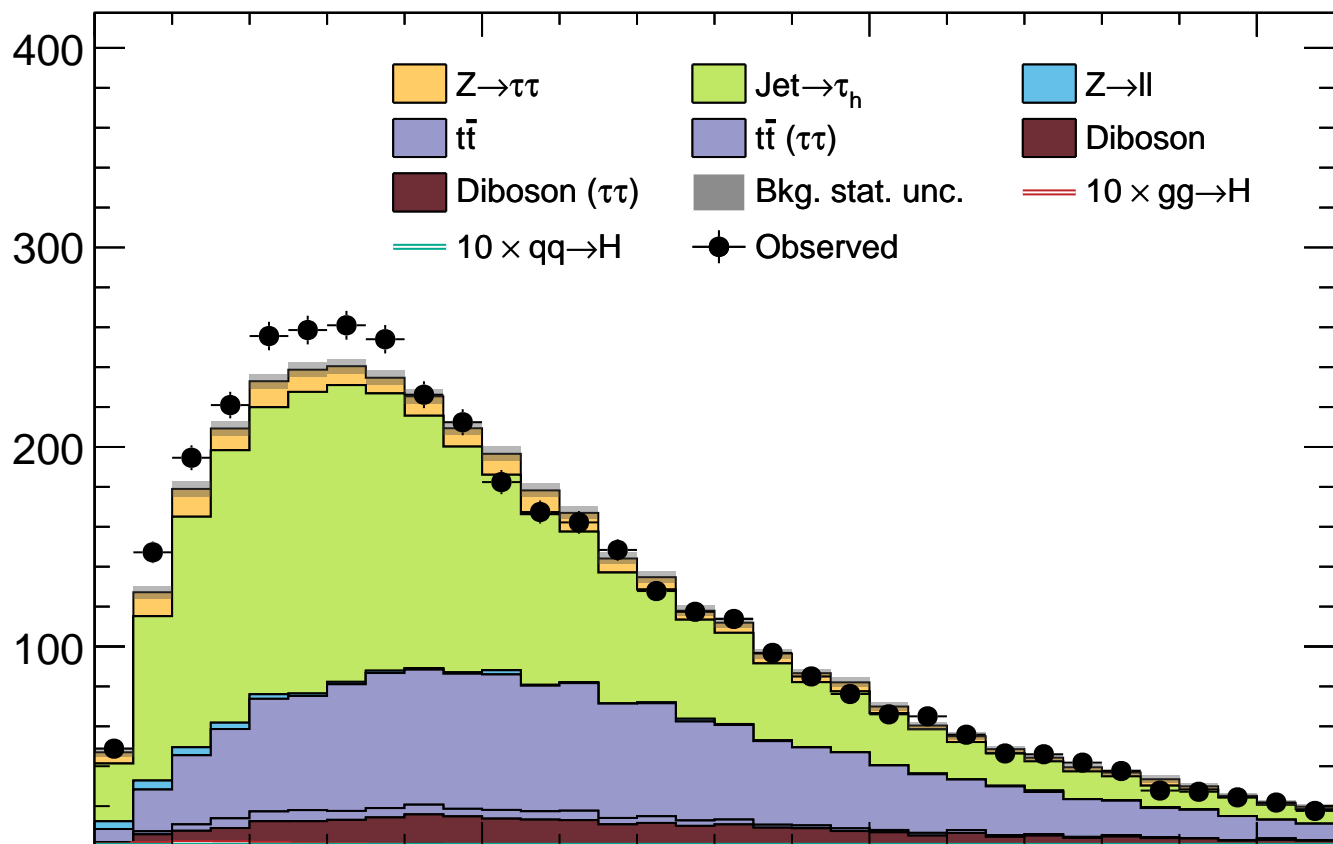 400
Z→ττ Jet→τh Z→ll
tt̄ tt̄ (ττ) Diboson
Diboson (ττ) Bkg. stat. unc. 10 × gg→H
300
10 × qq→H Observed
200
100